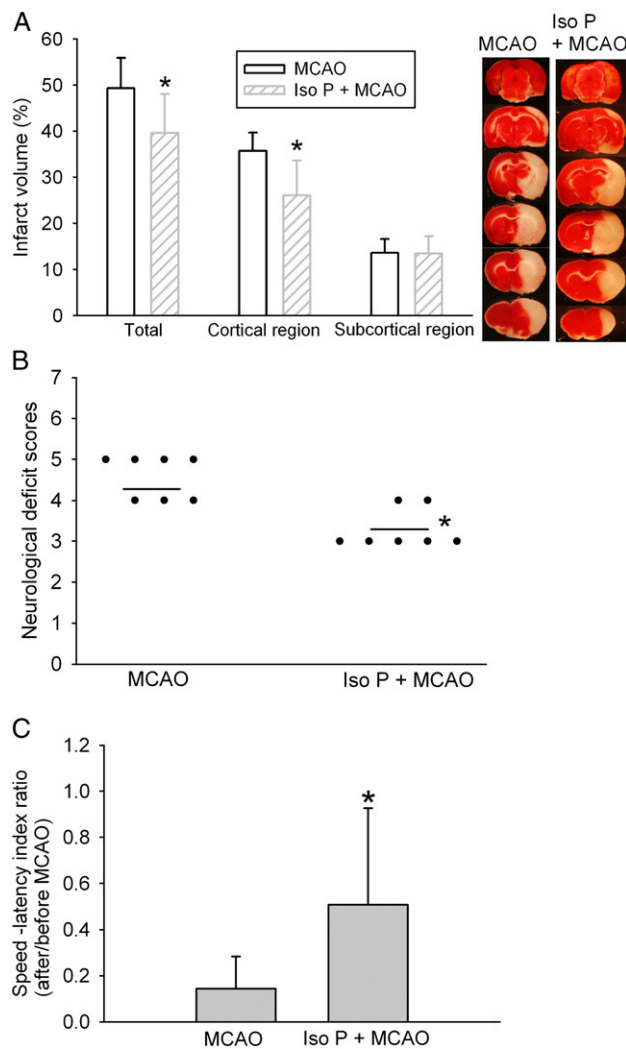 A
Infarct volume (%)
60
50
40
30
20
10
0
MCAO
Iso P + MCAO
*
*
Total
Cortical region
Subcortical region
MCAO
Iso P
+ MCAO
B
Neurological deficit scores
7
6
5
4
3
2
1
0
*
MCAO
Iso P + MCAO
C
Speed -latency index ratio
(after/before MCAO)
1.2
1.0
0.8
0.6
0.4
0.2
0.0
*
MCAO
Iso P + MCAO